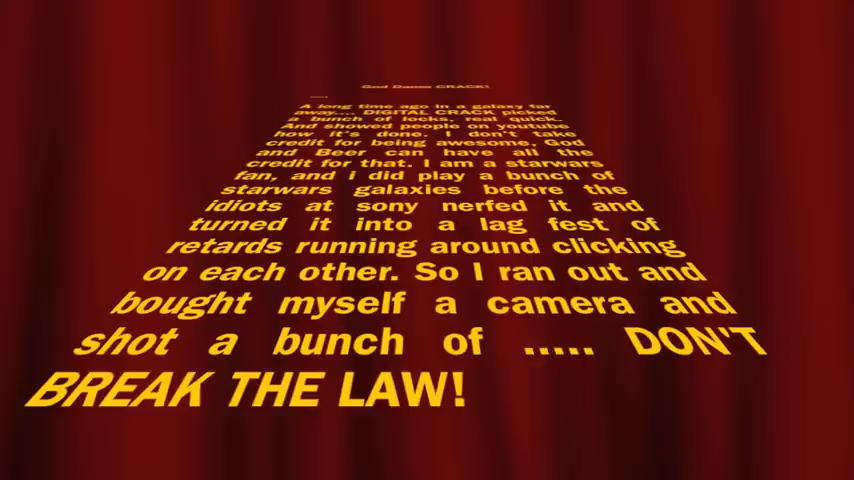 God Damn CRACK!
A long time ago in a galaxy far
away.... DIGITAL CRACK picked
a bunch of locks, real quick.
And showed people on youtube
how it's done. I don't take
credit for being awesome, God
and Beer can have all the
credit for that. I am a starwars
fan, and i did play a bunch of
starwars galaxies before the
idiots at sony nerfed it and
turned it into a lag fest of
retards running around clicking
on each other. So I ran out and
bought myself a camera and
shot a bunch of ..... DON'T
BREAK THE LAW!